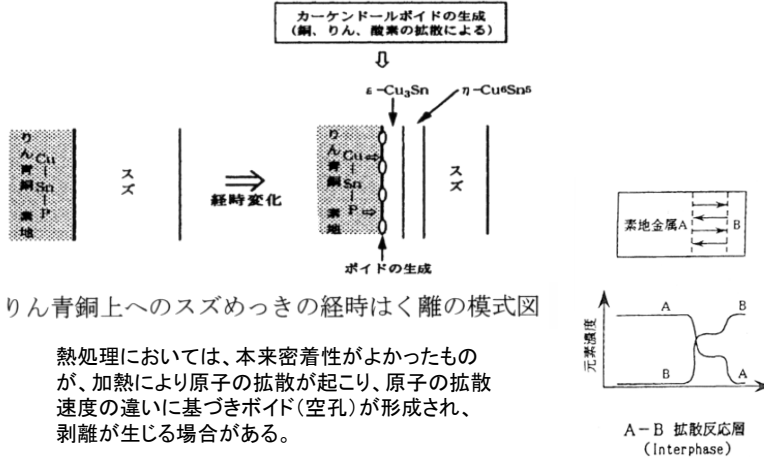 カーケンドールボイドの生成
(銅、りん、酸素の拡散による)
ε-Cu₃Sn
η-Cu⁶Sn⁵
りん青銅 素地
Cu-Sn-P
スズ
経時変化
りん青銅 素地
Cu
Sn
P
スズ
ボイドの生成
りん青銅上へのスズめっきの経時はく離の模式図
熱処理においては、本来密着性がよかったもの
が、加熱により原子の拡散が起こり、原子の拡散
速度の違いに基づきボイド(空孔)が形成され、
剥離が生じる場合がある。
素地金属A
B
元素濃度
A
B
B
A
A-B 拡散反応層
(Interphase)